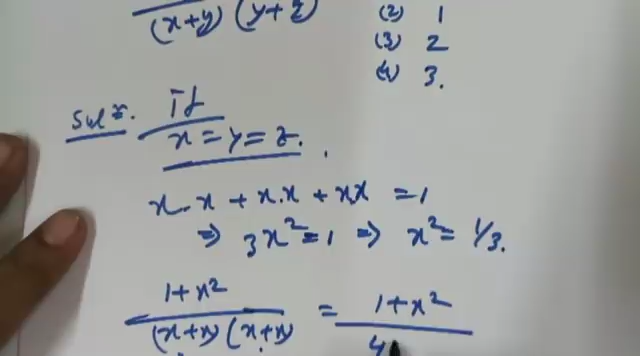 (x+y) (y+z)
(2) 1
(3) 2
(4) 3.
Solⁿ. If
x = y = z.
x.x + x.x + xx = 1
⇒ 3x² = 1 ⇒ x² = 1/3.
1+x² / (x+x) (x+x) = 1+x² / 4